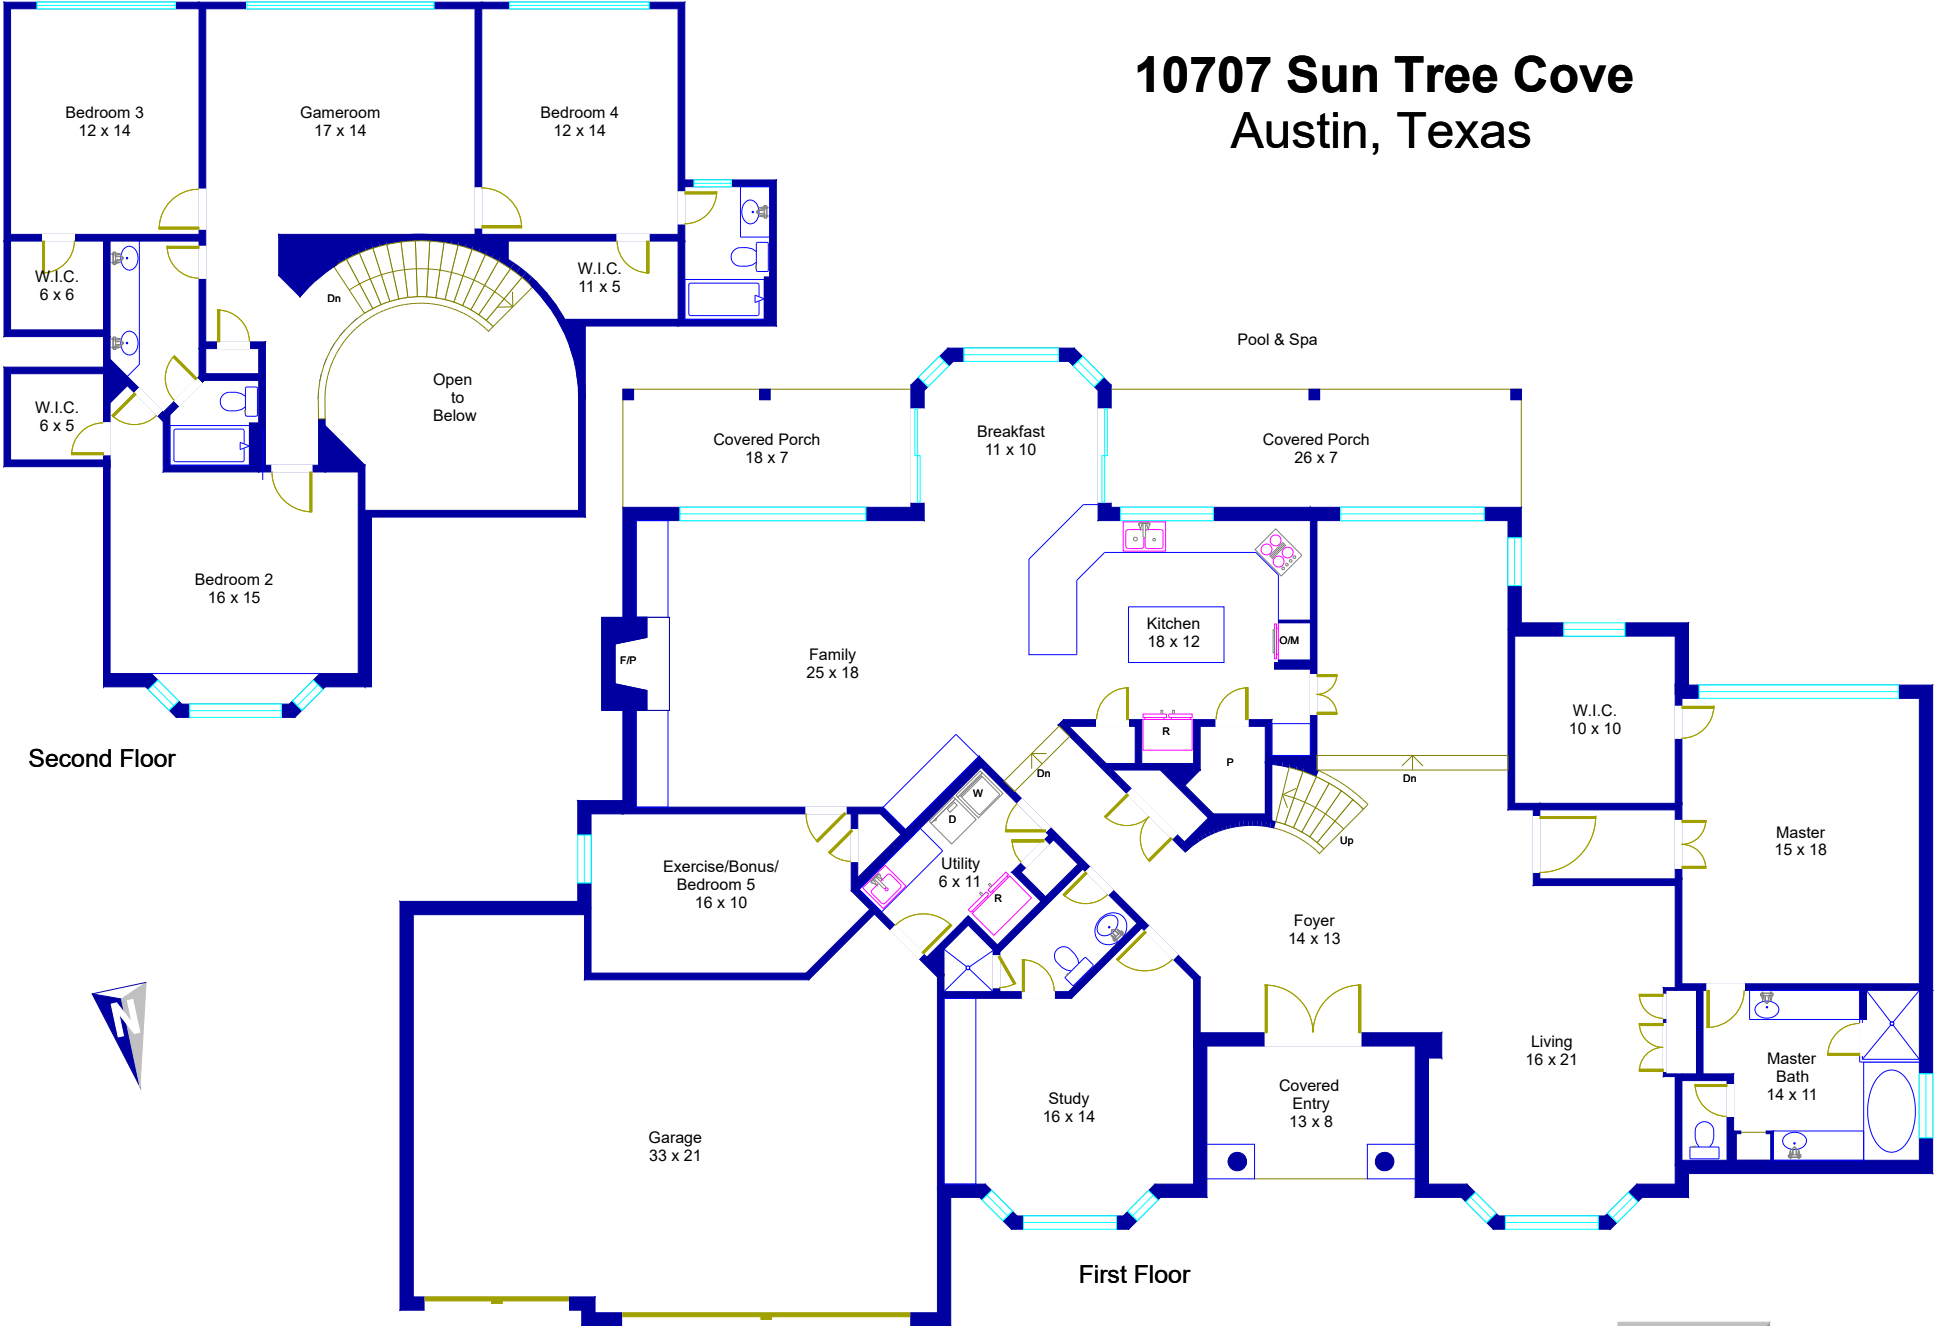 10707 Sun Tree Cove
Austin, Texas
Bedroom 3
12 x 14
Gameroom
17 x 14
Bedroom 4
12 x 14
W.I.C.
6 x 6
Dn
W.I.C.
11 x 5
W.I.C.
6 x 5
Open
to
Below
Bedroom 2
16 x 15
Second Floor
Pool & Spa
Covered Porch
18 x 7
Breakfast
11 x 10
Covered Porch
26 x 7
F/P
Family
25 x 18
Kitchen
18 x 12
O/M
R
P
Dn
Dn
Up
W.I.C.
10 x 10
Master
15 x 18
W
D
Utility
6 x 11
R
Exercise/Bonus/
Bedroom 5
16 x 10
Foyer
14 x 13
N
Living
16 x 21
Master
Bath
14 x 11
Study
16 x 14
Covered
Entry
13 x 8
Garage
33 x 21
First Floor